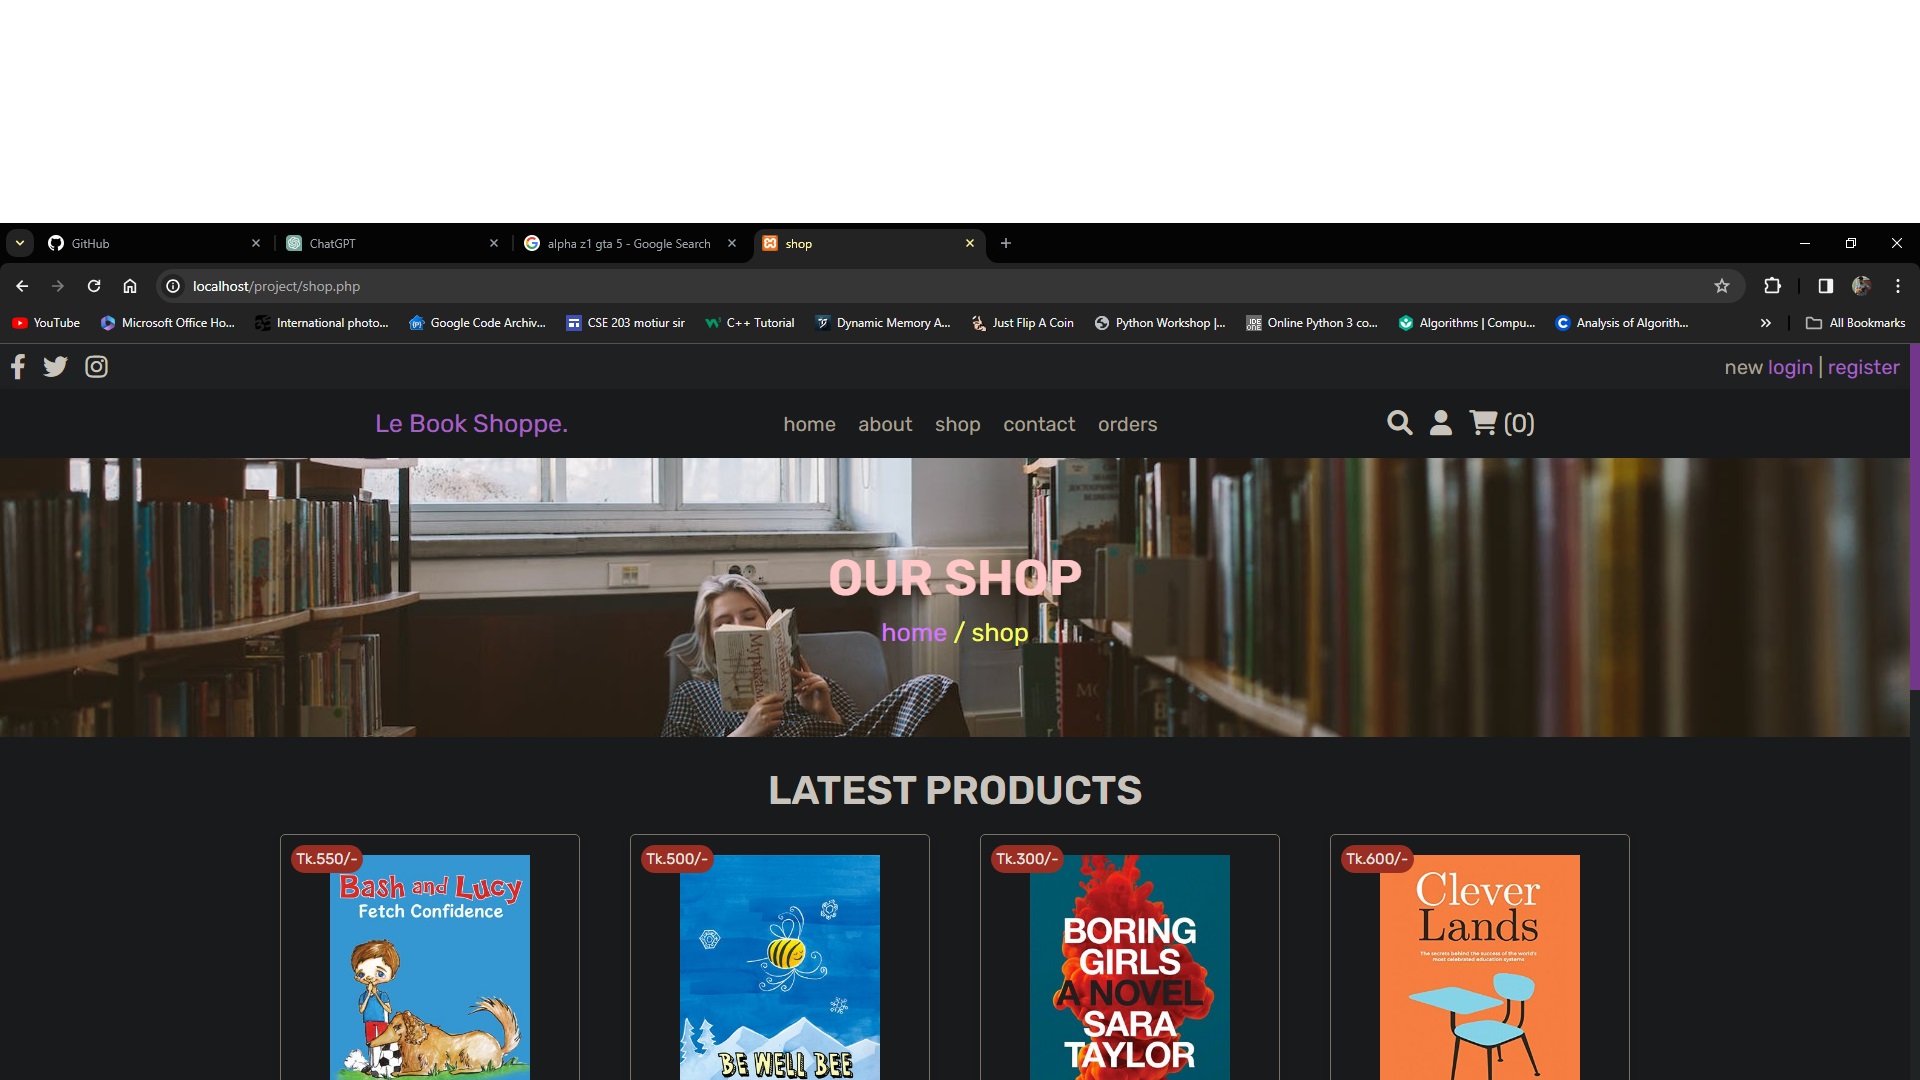 GitHub
ChatGPT
alpha z1 gta 5 - Google Search
shop
localhost/project/shop.php
YouTube
Microsoft Office Ho...
International photo...
Google Code Archiv...
CSE 203 motiur sir
C++ Tutorial
Dynamic Memory A...
Just Flip A Coin
Python Workshop |...
Online Python 3 co...
Algorithms | Compu...
Analysis of Algorith...
All Bookmarks
new login | register
Le Book Shoppe.
home about shop contact orders
(0)
OUR SHOP
home / shop
LATEST PRODUCTS
Tk.550/-
Bash and Lucy
Fetch Confidence
Tk.500/-
BE WELL BEE
Tk.300/-
BORING
GIRLS
A NOVEL
SARA
TAYLOR
Tk.600/-
Clever
Lands
The secrets behind the success of the world's
most celebrated education systems